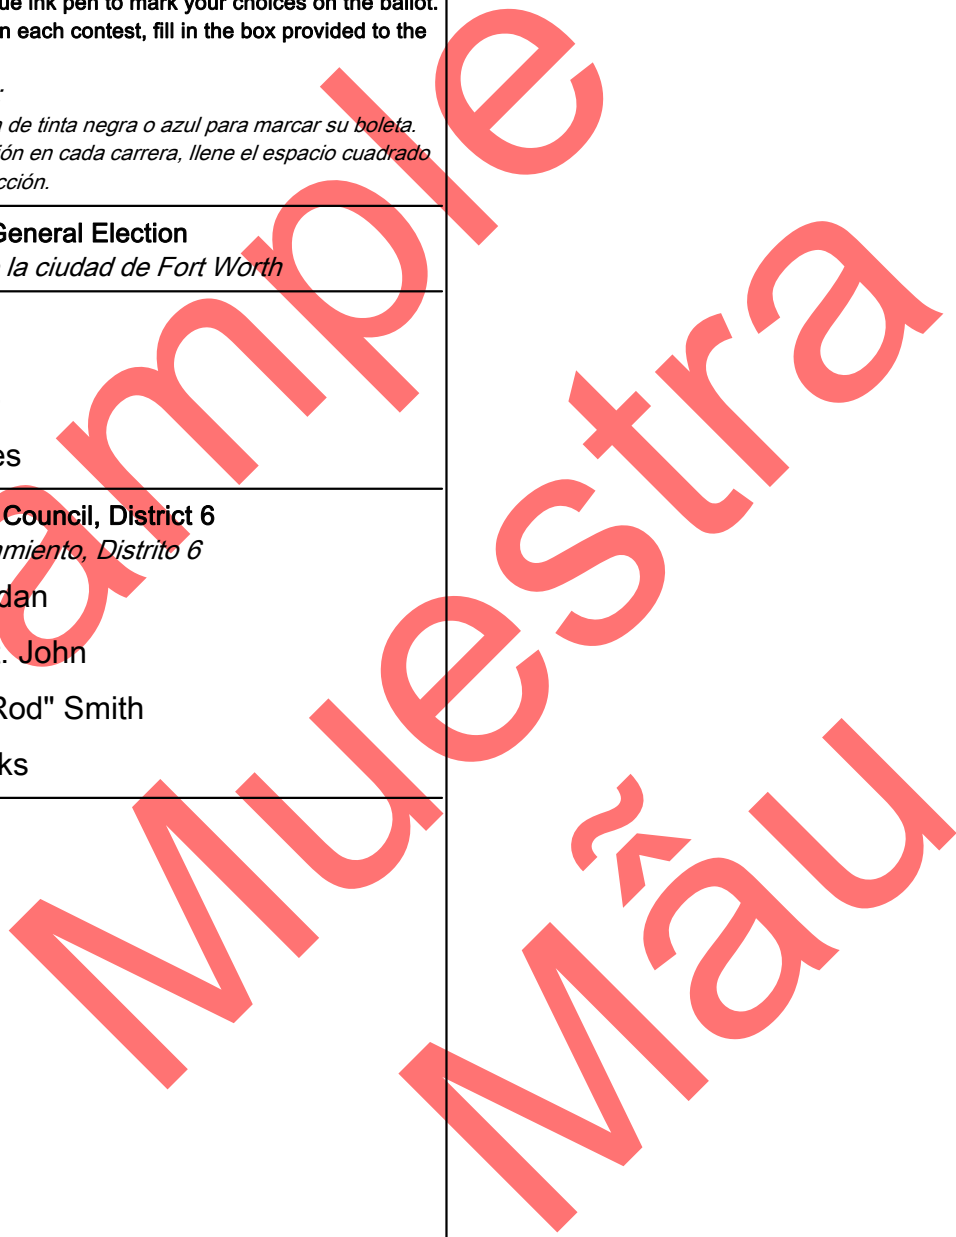 ue ink pen to mark your choices on the ballot.
n each contest, fill in the box provided to the
.
de tinta negra o azul para marcar su boleta.
ión en cada carrera, llene el espacio cuadrado
cción.
General Election
la ciudad de Fort Worth
es
Council, District 6
amiento, Distrito 6
dan
. John
Rod" Smith
ks
ample
Muestra
Mẫu